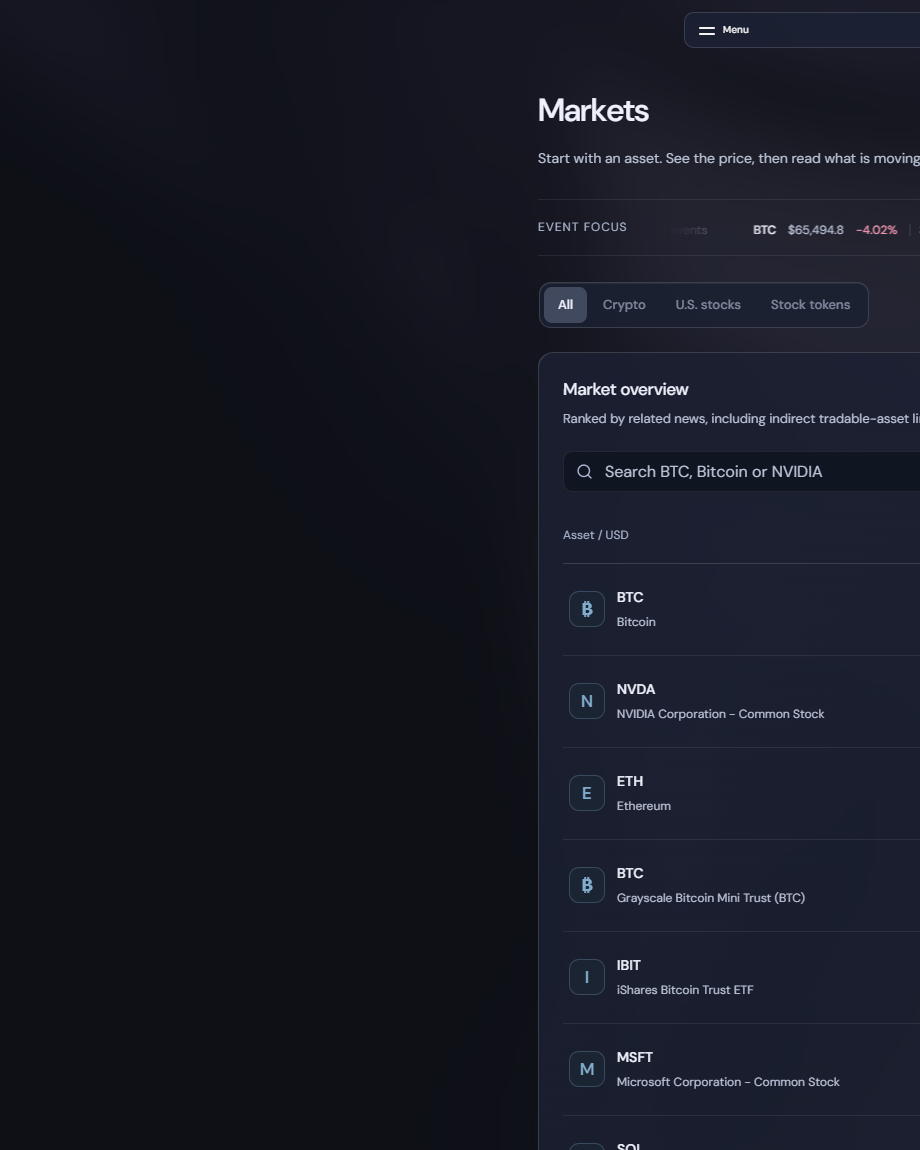 Menu
Markets
Start with an asset. See the price, then read what is moving
EVENT FOCUS
BTC $65,494.8 -4.02%
All Crypto U.S. stocks Stock tokens
Market overview
Ranked by related news, including indirect tradable-asset
Search BTC, Bitcoin or NVIDIA
Asset / USD
₿
BTC
Bitcoin
N
NVDA
NVIDIA Corporation - Common Stock
E
ETH
Ethereum
₿
BTC
Grayscale Bitcoin Mini Trust (BTC)
I
IBIT
iShares Bitcoin Trust ETF
M
MSFT
Microsoft Corporation - Common Stock